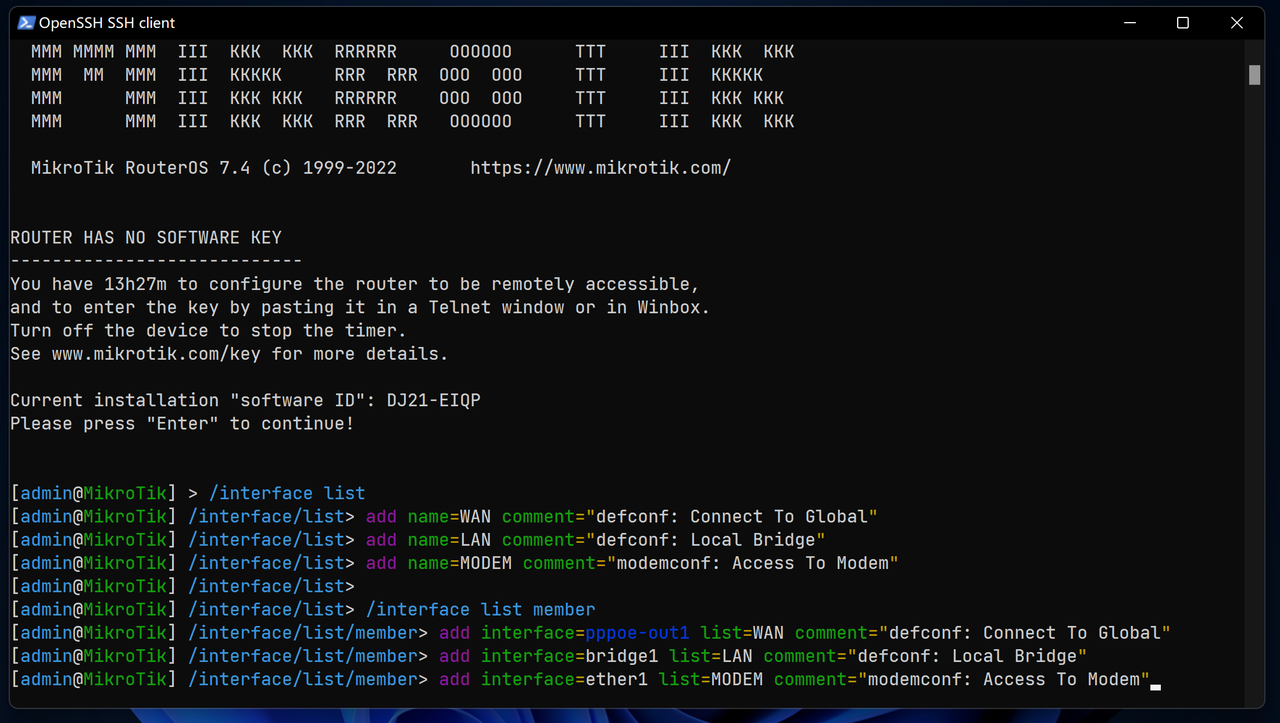 OpenSSH SSH client
MMM MMMM MMM  III  KKK  KKK  RRRRRR     OOOOOO      TTT     III  KKK  KKK
MMM  MM  MMM  III  KKKKK     RRR  RRR  OOO  OOO     TTT     III  KKKKK
MMM      MMM  III  KKK KKK   RRRRRR    OOO  OOO     TTT     III  KKK KKK
MMM      MMM  III  KKK  KKK  RRR  RRR   OOOOOO      TTT     III  KKK  KKK
MikroTik RouterOS 7.4 (c) 1999-2022       https://www.mikrotik.com/
ROUTER HAS NO SOFTWARE KEY
----------------------------
You have 13h27m to configure the router to be remotely accessible,
and to enter the key by pasting it in a Telnet window or in Winbox.
Turn off the device to stop the timer.
See www.mikrotik.com/key for more details.
Current installation "software ID": DJ21-EIQP
Please press "Enter" to continue!
[admin@MikroTik] > /interface list
[admin@MikroTik] /interface/list> add name=WAN comment="defconf: Connect To Global"
[admin@MikroTik] /interface/list> add name=LAN comment="defconf: Local Bridge"
[admin@MikroTik] /interface/list> add name=MODEM comment="modemconf: Access To Modem"
[admin@MikroTik] /interface/list>
[admin@MikroTik] /interface/list> /interface list member
[admin@MikroTik] /interface/list/member> add interface=pppoe-out1 list=WAN comment="defconf: Connect To Global"
[admin@MikroTik] /interface/list/member> add interface=bridge1 list=LAN comment="defconf: Local Bridge"
[admin@MikroTik] /interface/list/member> add interface=ether1 list=MODEM comment="modemconf: Access To Modem"